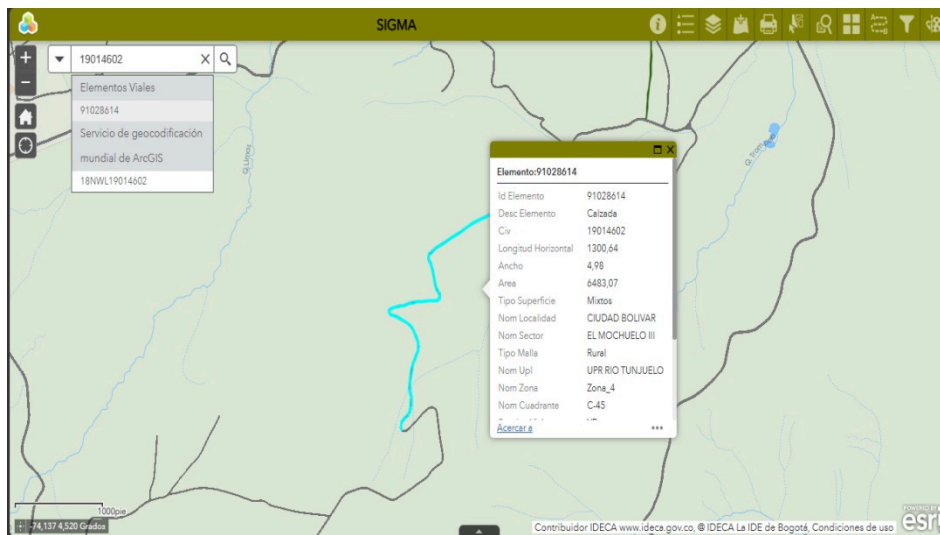 SIGMA
19014602
Elementos Viales
91028614
Servicio de geocodificación
mundial de ArcGIS
18NWL19014602
Q. Limas
Elemento:91028614
Id Elemento 91028614
Desc Elemento Calzada
Civ 19014602
Longitud Horizontal 1300,64
Ancho 4,98
Area 6483,07
Tipo Superficie Mixtos
Nom Localidad CIUDAD BOLIVAR
Nom Sector EL MOCHUELO III
Tipo Malla Rural
Nom Upl UPR RIO TUNJUELO
Nom Zona Zona_4
Nom Cuadrante C-45
Acercar a
1000pie
-74,137 4,520 Grados
Contribuidor IDECA www.ideca.gov.co, @ IDECA La IDE de Bogotá, Condiciones de uso
POWERED BY
esri